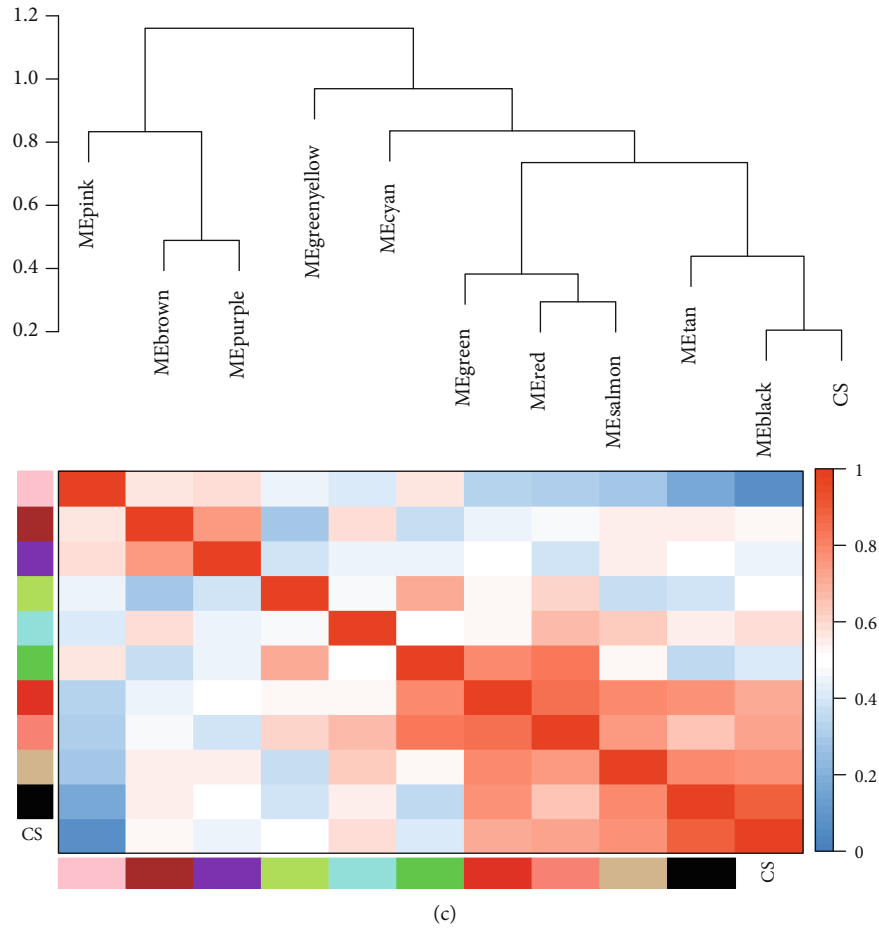 1.2
1.0
0.8
0.6
0.4
0.2
MEpink
MEbrown
MEpurple
MEgreenyellow
MEcyan
MEgreen
MEred
MEsalmon
MEtan
MEblack
CS
1
0.8
0.6
0.4
0.2
0
CS
CS
(c)